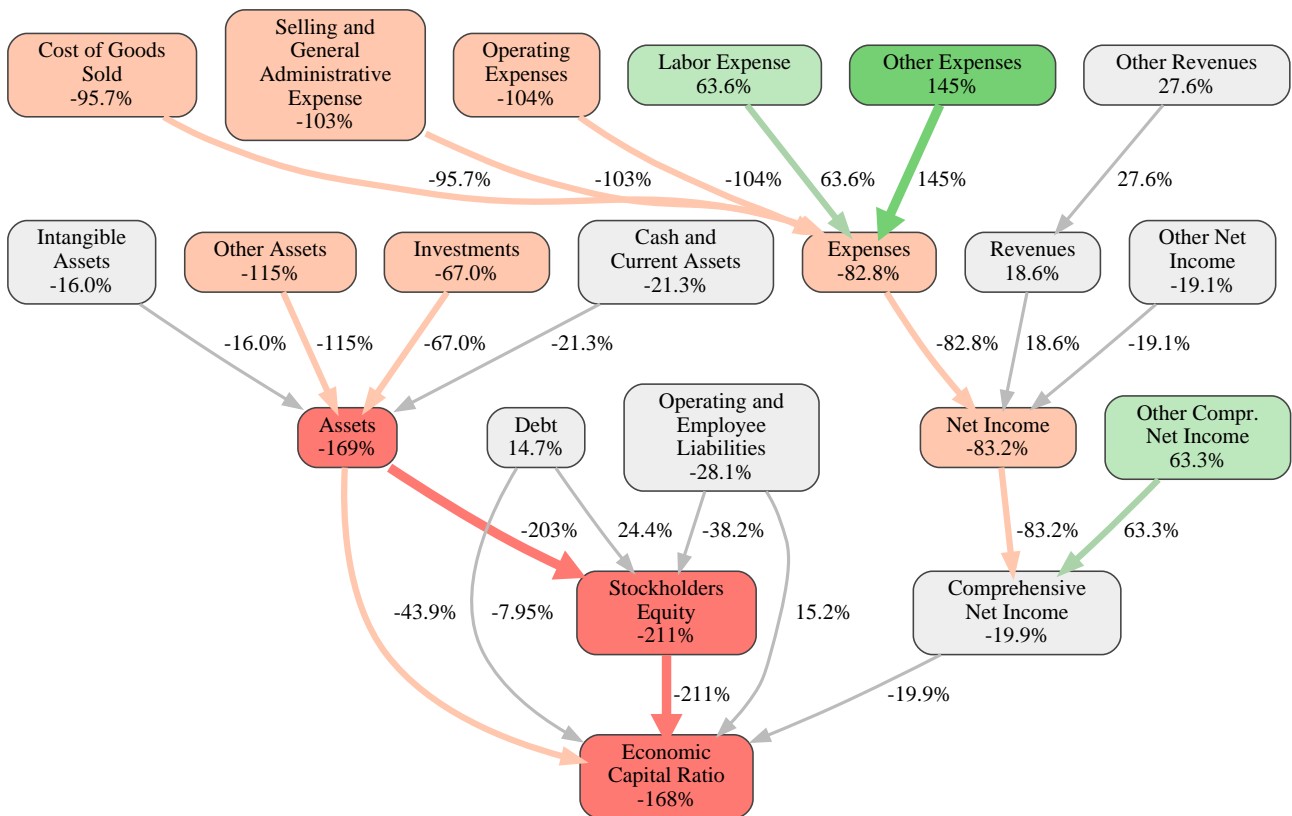 Cost of Goods
Sold
-95.7%
Selling and
General
Administrative
Expense
-103%
Operating
Expenses
-104%
Labor Expense
63.6%
Other Expenses
145%
Other Revenues
27.6%
-95.7%
-103%
-104%
63.6%
145%
27.6%
Intangible
Assets
-16.0%
Other Assets
-115%
Investments
-67.0%
Cash and
Current Assets
-21.3%
Expenses
-82.8%
Revenues
18.6%
Other Net
Income
-19.1%
-16.0%
-115%
-67.0%
-21.3%
-82.8%
18.6%
-19.1%
Assets
-169%
Debt
14.7%
Operating and
Employee
Liabilities
-28.1%
Net Income
-83.2%
Other Compr.
Net Income
63.3%
-203%
24.4%
-38.2%
-83.2%
63.3%
-43.9%
-7.95%
Stockholders
Equity
-211%
15.2%
Comprehensive
Net Income
-19.9%
-211%
-19.9%
Economic
Capital Ratio
-168%